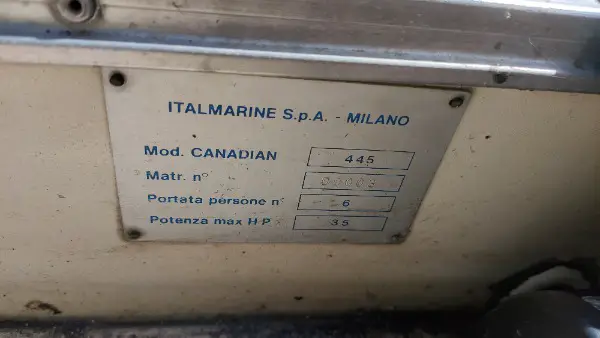 ITALMARINE S.p.A. - MILANO
Mod. CANADIAN 445
Matr. n°
Portata persone n° 6
Potenza max H P 35